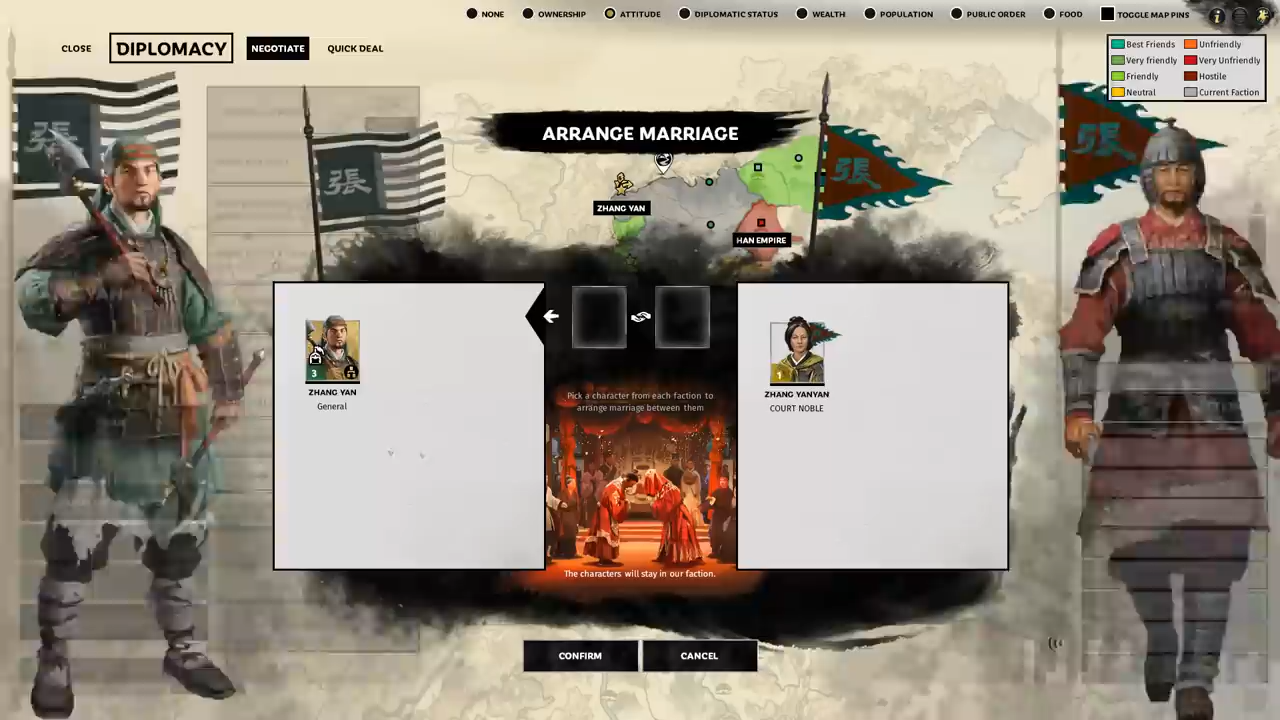 NONE
OWNERSHIP
ATTITUDE
DIPLOMATIC STATUS
WEALTH
POPULATION
PUBLIC ORDER
FOOD
TOGGLE MAP PINS
CLOSE
DIPLOMACY
NEGOTIATE
QUICK DEAL
Best Friends
Unfriendly
Very friendly
Very Unfriendly
Friendly
Hostile
Neutral
Current Faction
張
張
張
張
ARRANGE MARRIAGE
ZHANG YAN
HAN EMPIRE
3
ZHANG YAN
General
1
ZHANG YANYAN
COURT NOBLE
Pick a character from each faction to
arrange marriage between them
The characters will stay in our faction.
CONFIRM
CANCEL